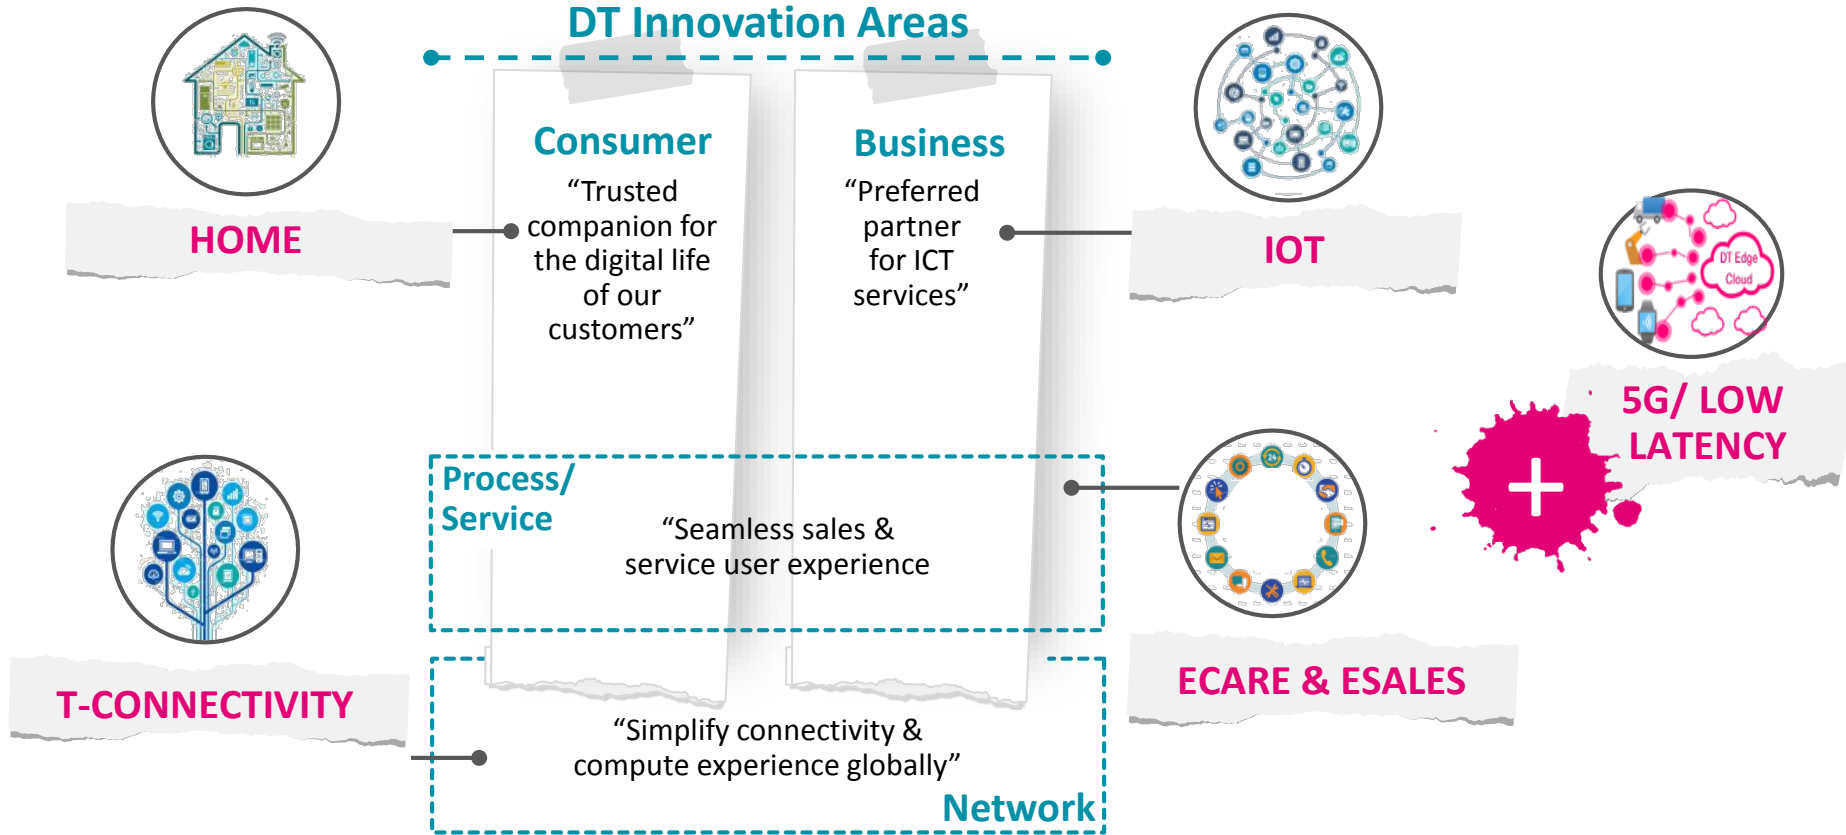 DT Innovation Areas
Consumer
“Trusted
companion for
the digital life
of our
customers”
Business
“Preferred
partner
for ICT
services”
HOME
IOT
DT Edge
Cloud
5G/ LOW
LATENCY
+
Process/
Service
“Seamless sales &
service user experience
24
T-CONNECTIVITY
ECARE & ESALES
“Simplify connectivity &
compute experience globally”
Network